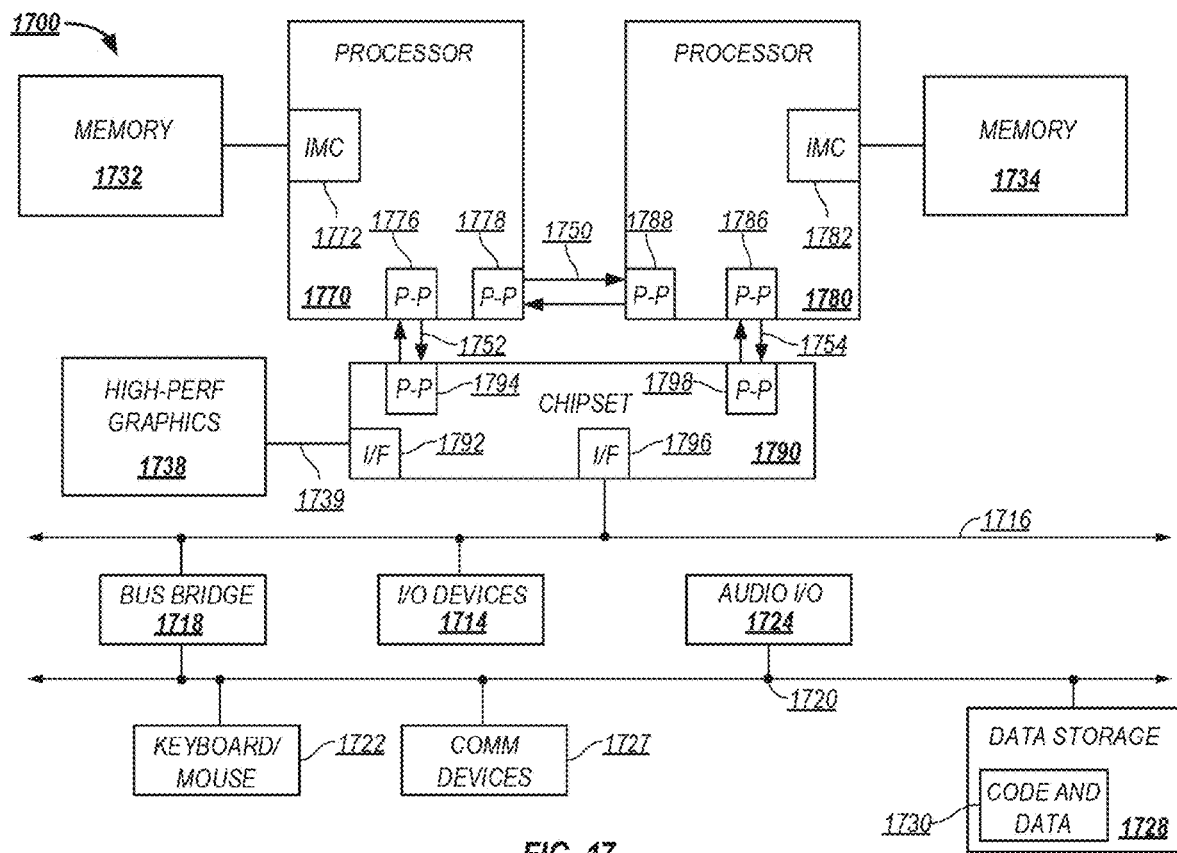 1700
PROCESSOR
PROCESSOR
MEMORY
1732
IMC
IMC
MEMORY
1734
1772
1776
1778
1750
1788
1786
1782
1770
P-P
P-P
P-P
P-P
1780
1752
1754
HIGH-PERF
GRAPHICS
1738
P-P
1794
CHIPSET
1798
P-P
I/F
1792
I/F
1796
1790
1739
1716
BUS BRIDGE
1718
I/O DEVICES
1714
AUDIO I/O
1724
1720
KEYBOARD/
MOUSE
1722
COMM
DEVICES
1727
DATA STORAGE
CODE AND
DATA
1730
1728
FIG. 17